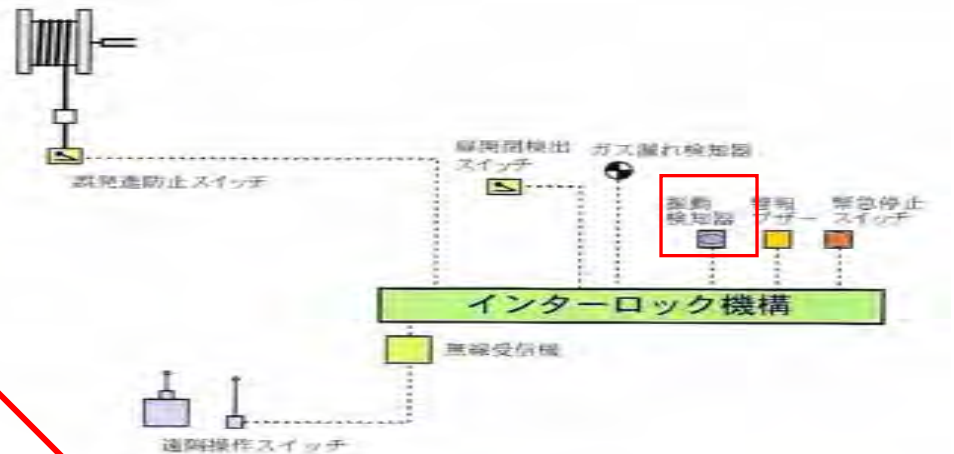 扉開閉検出
スイッチ
ガス漏れ検知器
誤発進防止スイッチ
振動
検知器
警報
ブザー
緊急停止
スイッチ
インターロック機構
無線受信機
遠隔操作スイッチ